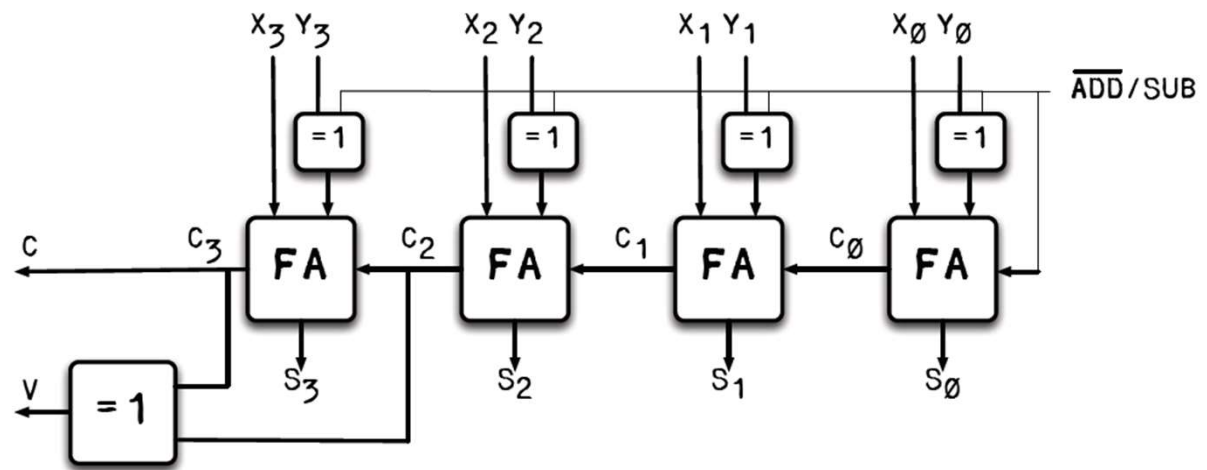 X₃ Y₃ X₂ Y₂ X₁ Y₁ XØ YØ
A̅D̅D̅/SUB
=1 =1 =1 =1
C C₃ FA C₂ FA C₁ FA CØ FA
V =1 S₃ S₂ S₁ SØ